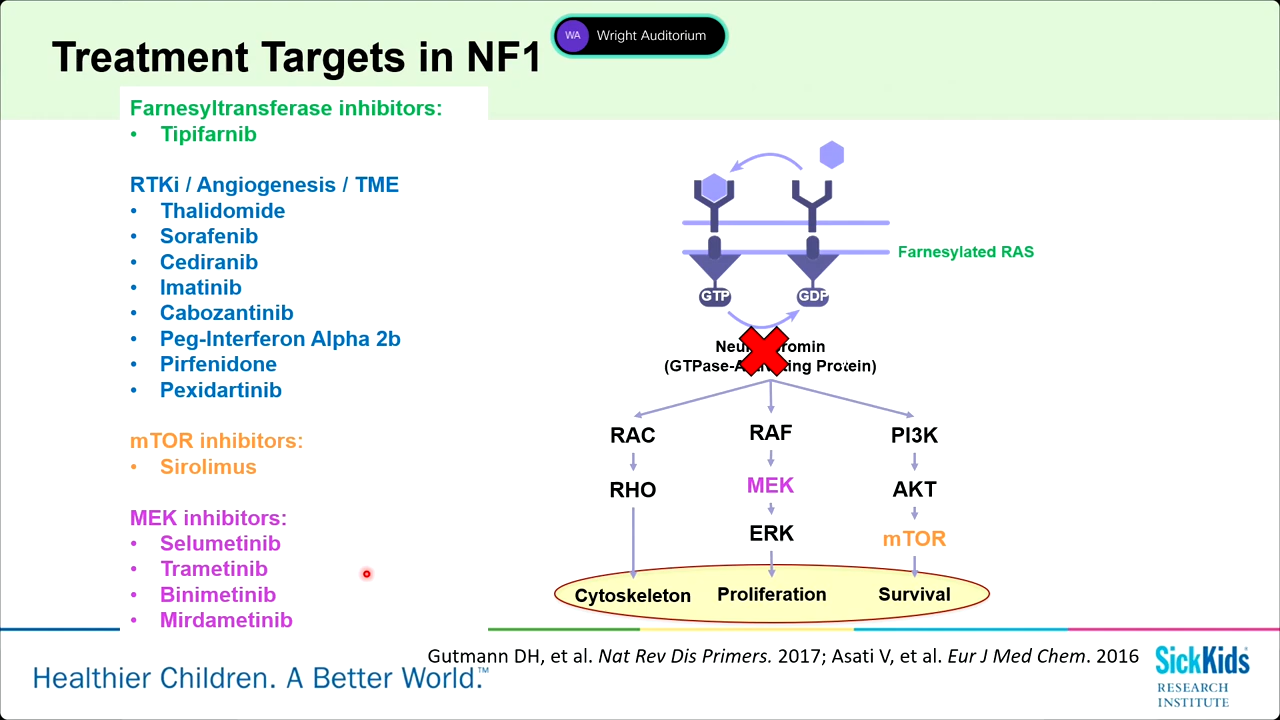 Treatment Targets in NF1
WA Wright Auditorium
Farnesyltransferase inhibitors:
• Tipifarnib
RTKi / Angiogenesis / TME
• Thalidomide
• Sorafenib
• Cediranib
• Imatinib
• Cabozantinib
• Peg-Interferon Alpha 2b
• Pirfenidone
• Pexidartinib
mTOR inhibitors:
• Sirolimus
MEK inhibitors:
• Selumetinib
• Trametinib
• Binimetinib
• Mirdametinib
Farnesylated RAS
GTP GDP
(GTPase- Protein)
RAC RAF PI3K
RHO MEK AKT
ERK mTOR
Cytoskeleton Proliferation Survival
Gutmann DH, et al. Nat Rev Dis Primers. 2017; Asati V, et al. Eur J Med Chem. 2016
Healthier Children. A Better World.™
SickKids
RESEARCH
INSTITUTE